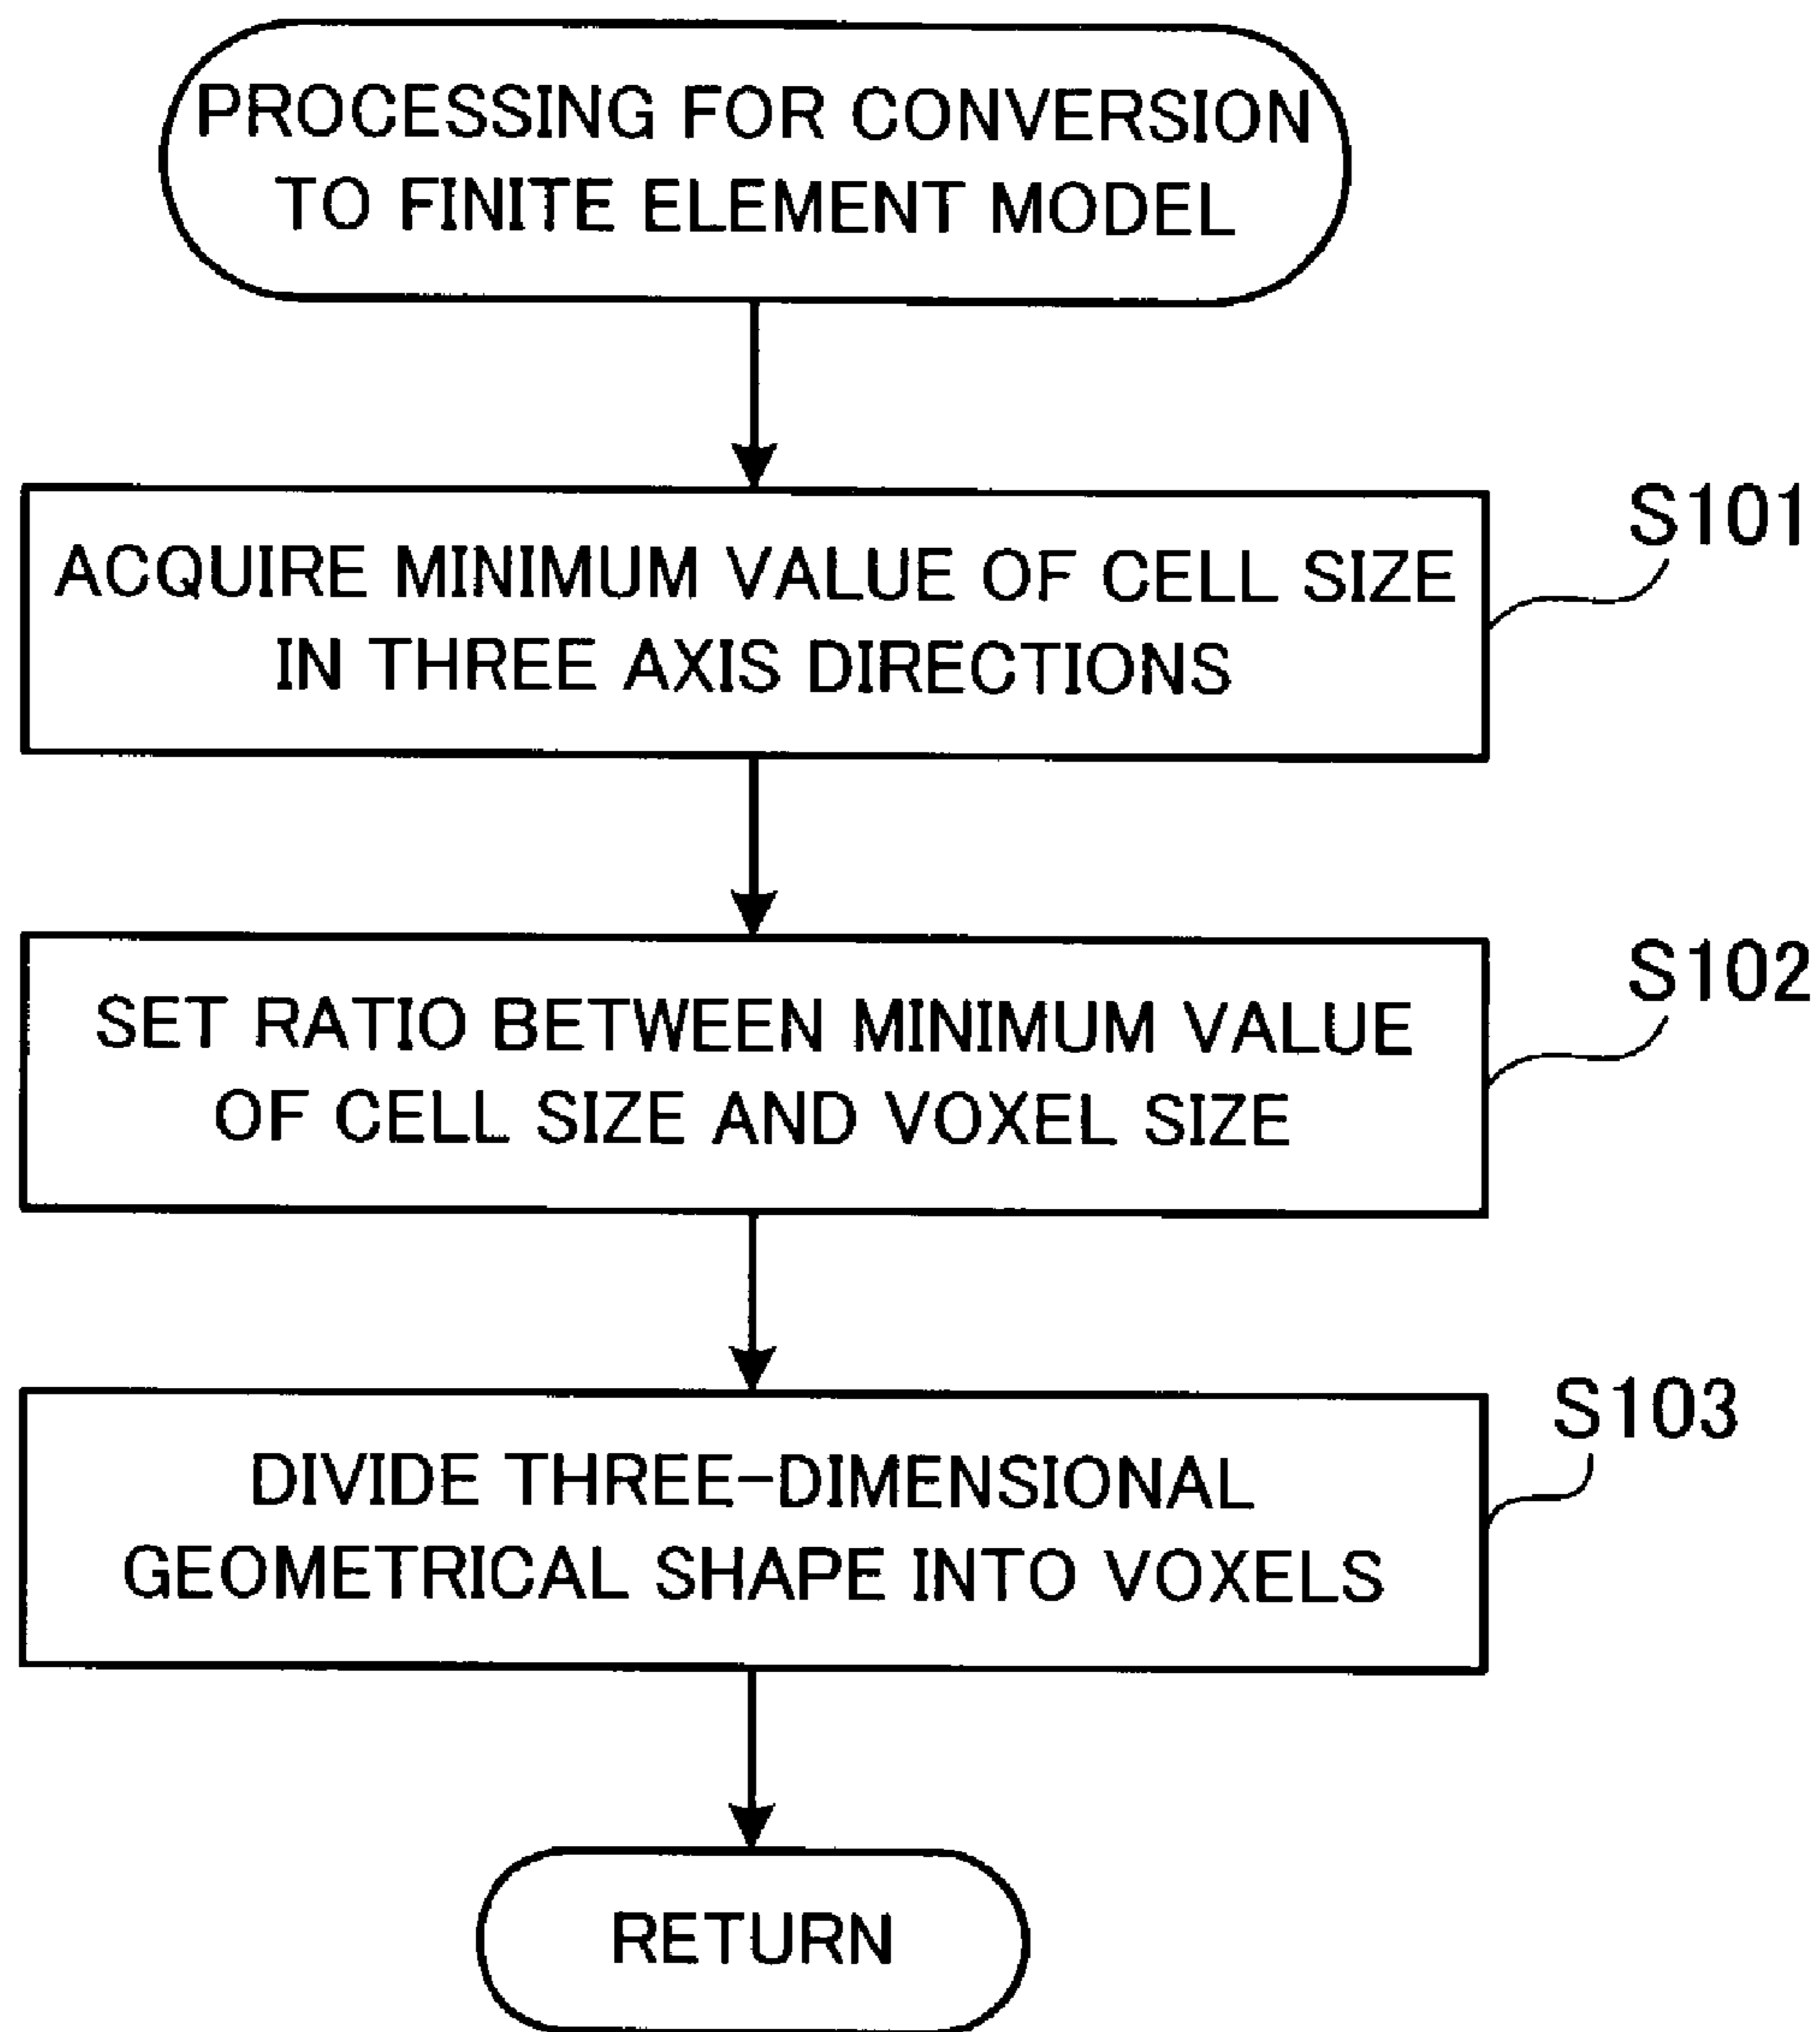 PROCESSING FOR CONVERSION
TO FINITE ELEMENT MODEL
S101
ACQUIRE MINIMUM VALUE OF CELL SIZE
IN THREE AXIS DIRECTIONS
S102
SET RATIO BETWEEN MINIMUM VALUE
OF CELL SIZE AND VOXEL SIZE
S103
DIVIDE THREE-DIMENSIONAL
GEOMETRICAL SHAPE INTO VOXELS
RETURN